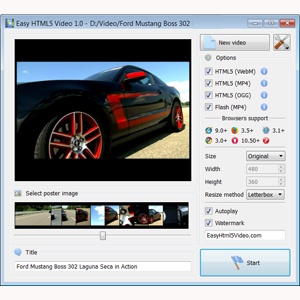 Easy HTML5 Video 1.0 - D:/Video/Ford Mustang Boss 302
New video
Options
HTML5 (WebM)
HTML5 (MP4)
HTML5 (OGG)
Flash (MP4)
Browsers support
9.0+ 3.5+ 3.1+
3.0+ 10.50+ ?
Size Original
Width 480
Height 360
Resize method Letterbox
Select poster image
Autoplay
Watermark
EasyHtml5Video.com
Title
Ford Mustang Boss 302 Laguna Seca in Action
Start